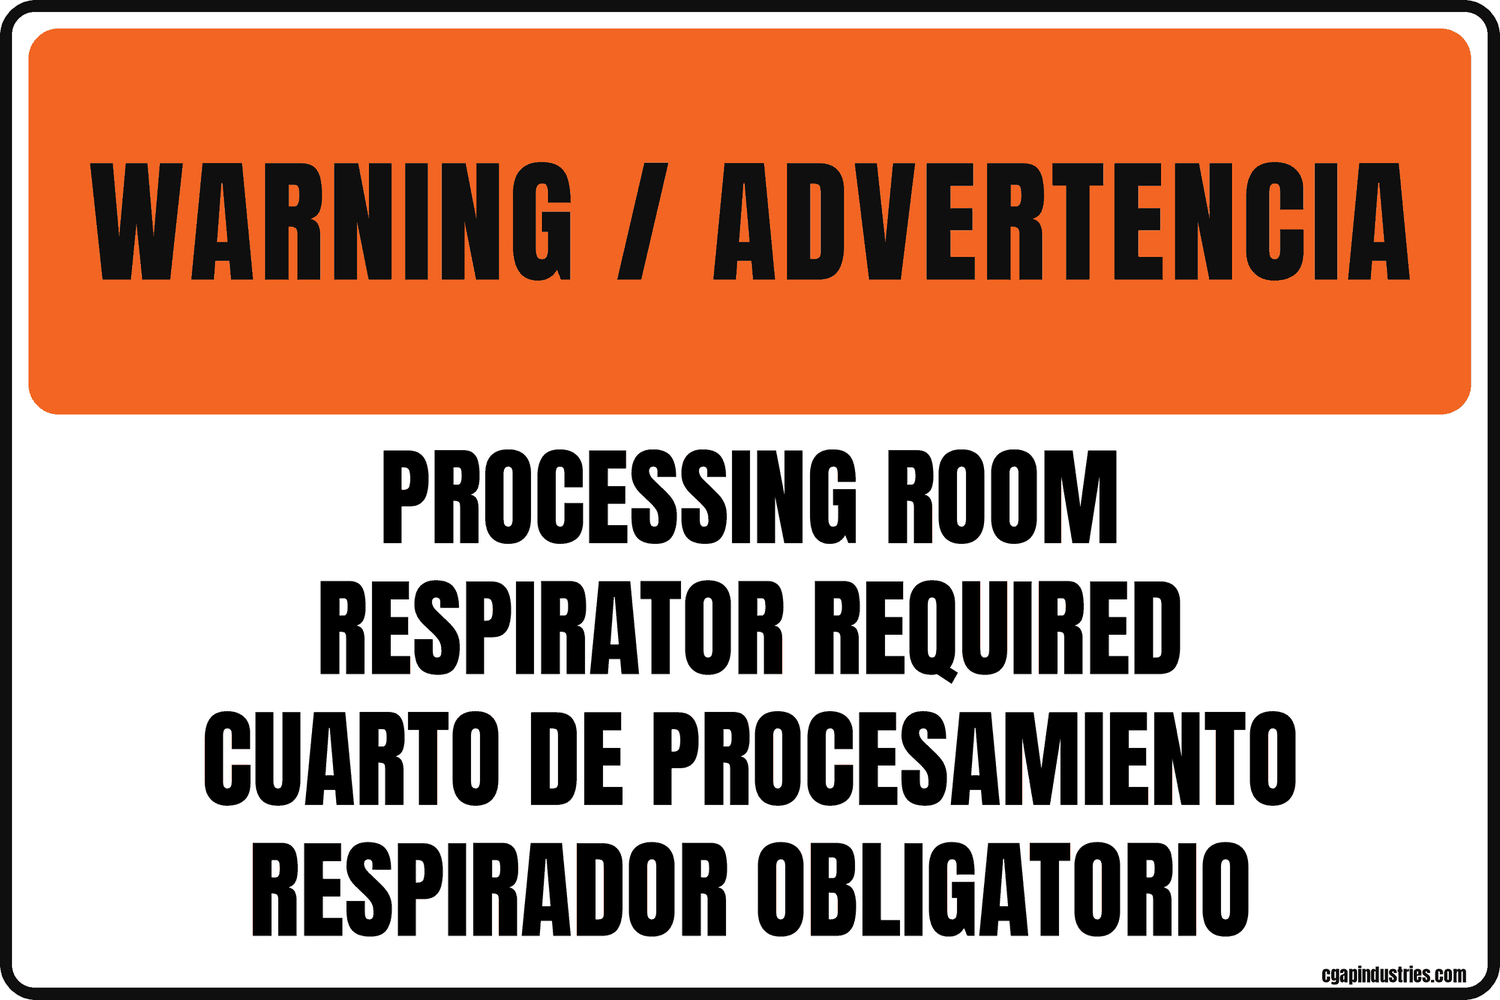 WARNING / ADVERTENCIA
PROCESSING ROOM
RESPIRATOR REQUIRED
CUARTO DE PROCESAMIENTO
RESPIRADOR OBLIGATORIO
cgapindustries.com